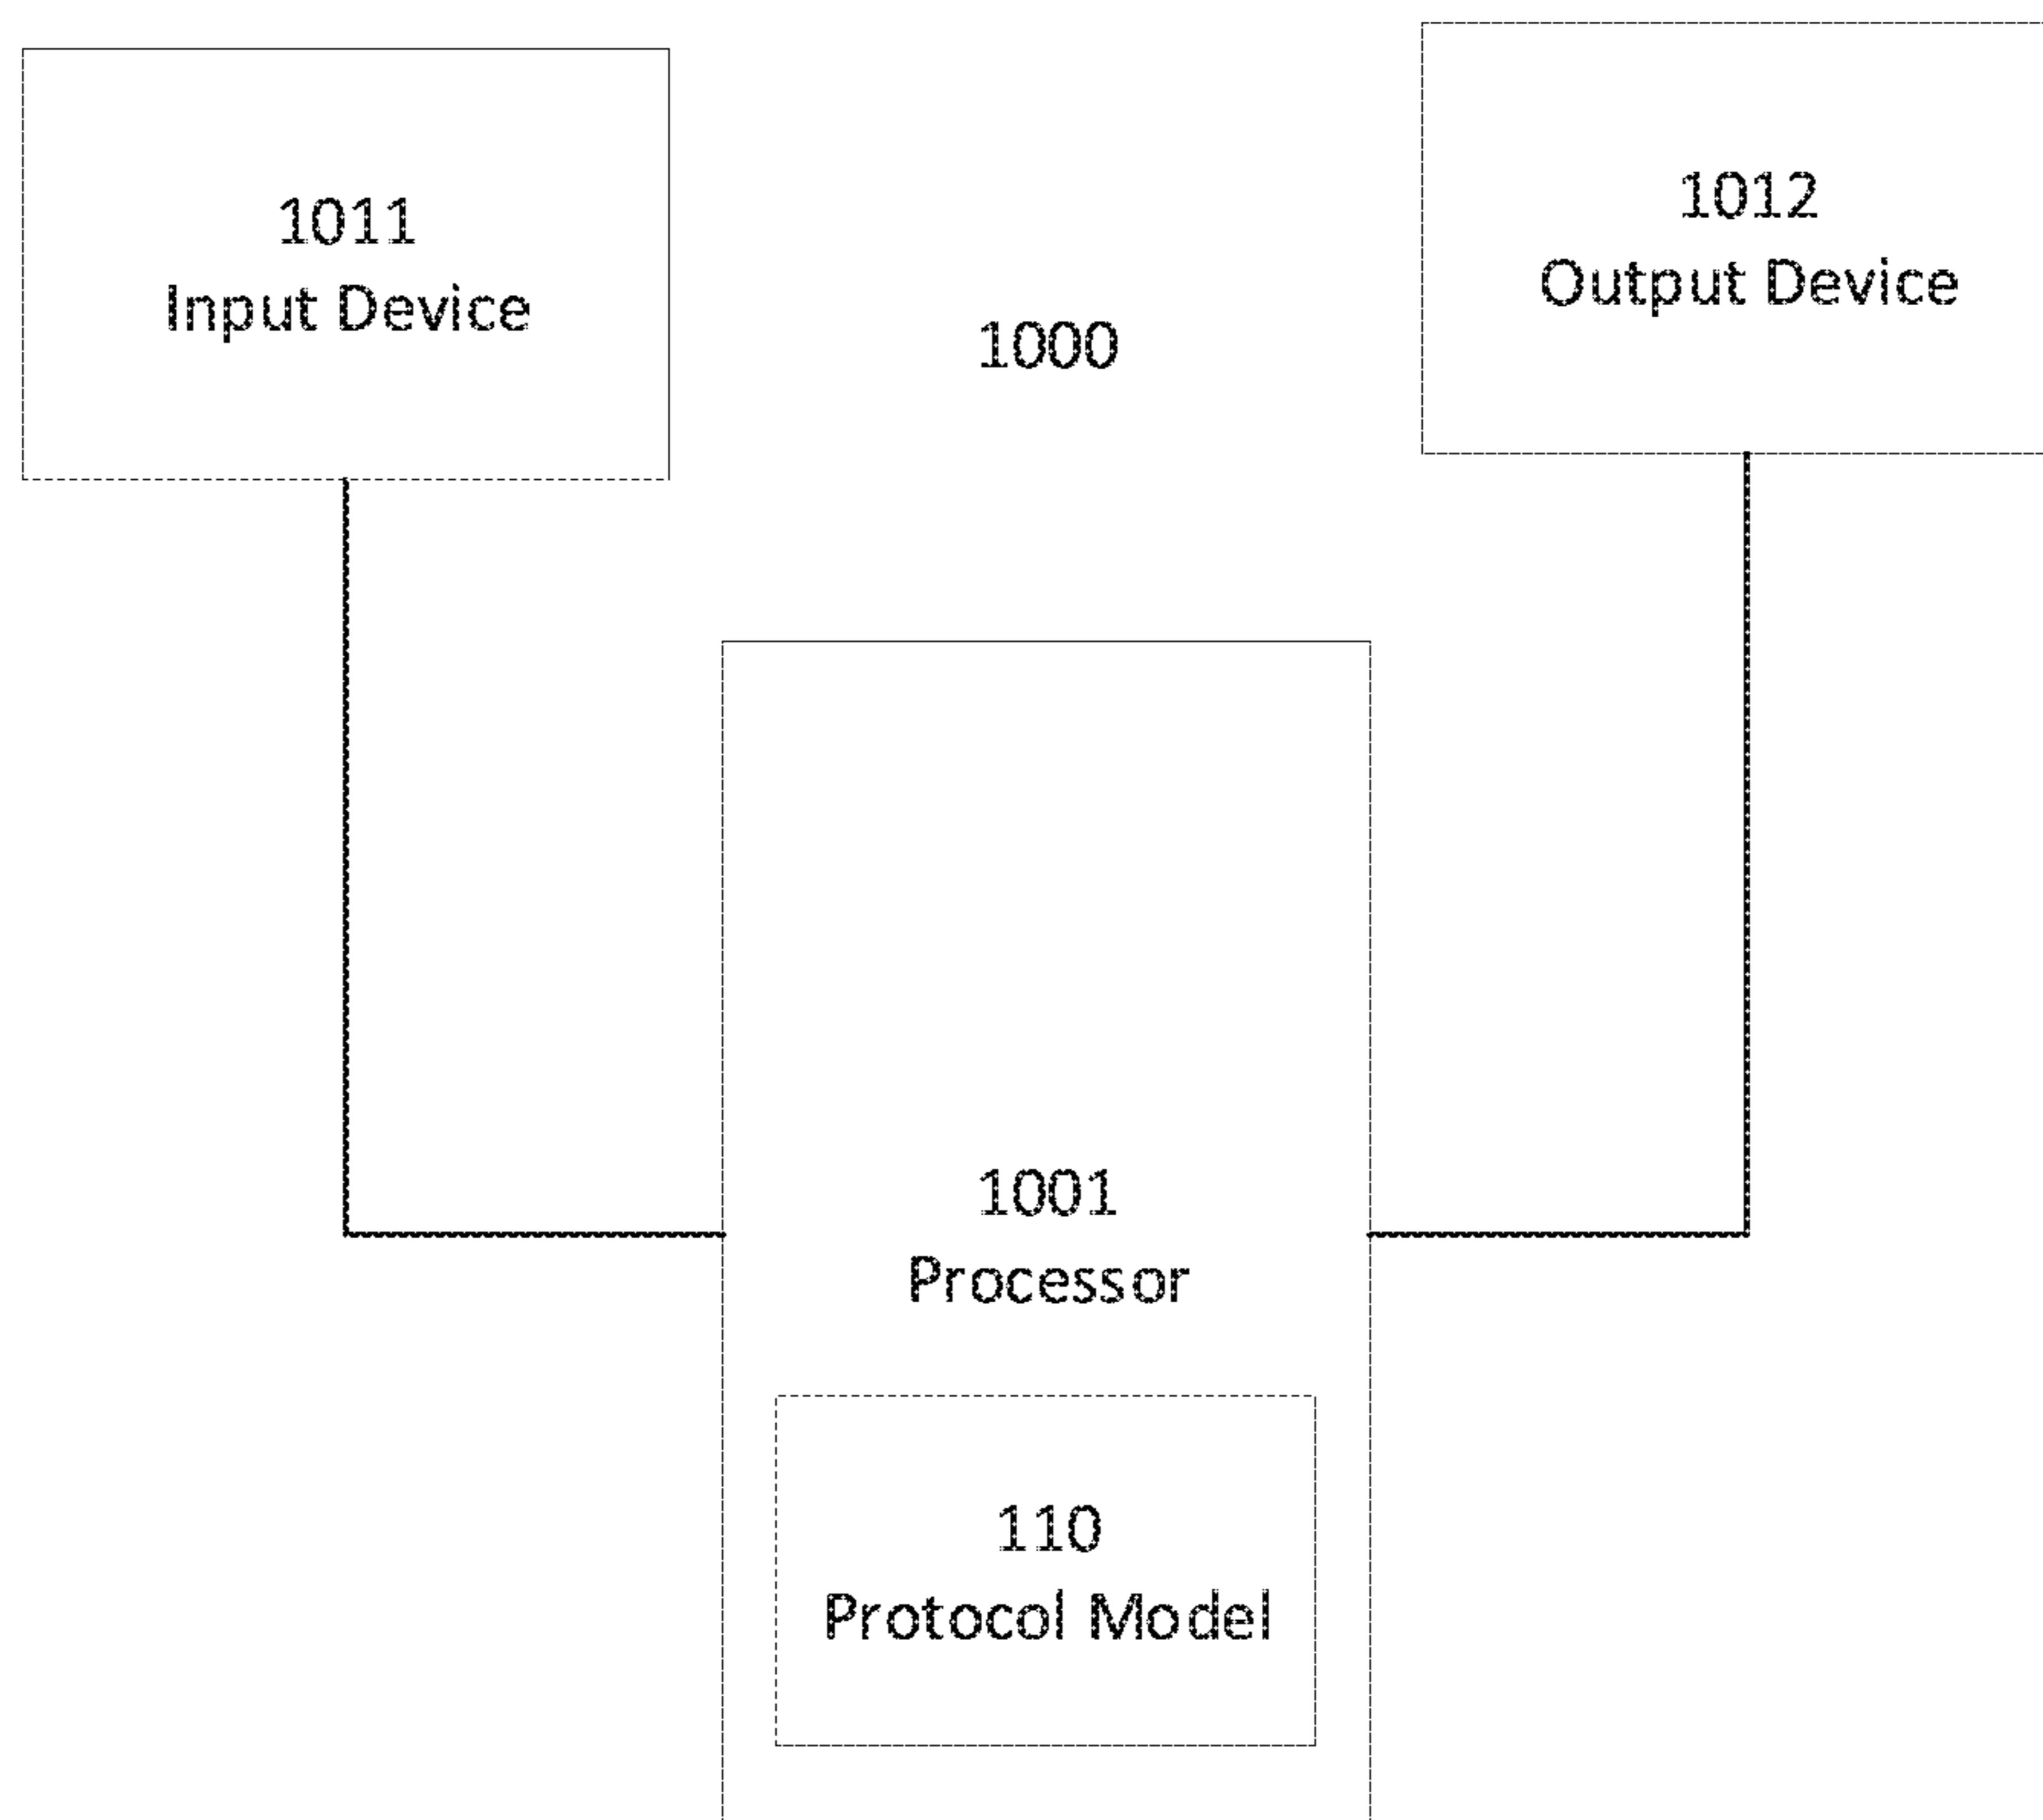 1011
Input Device
1000
1012
Output Device
1001
Processor
110
Protocol Model